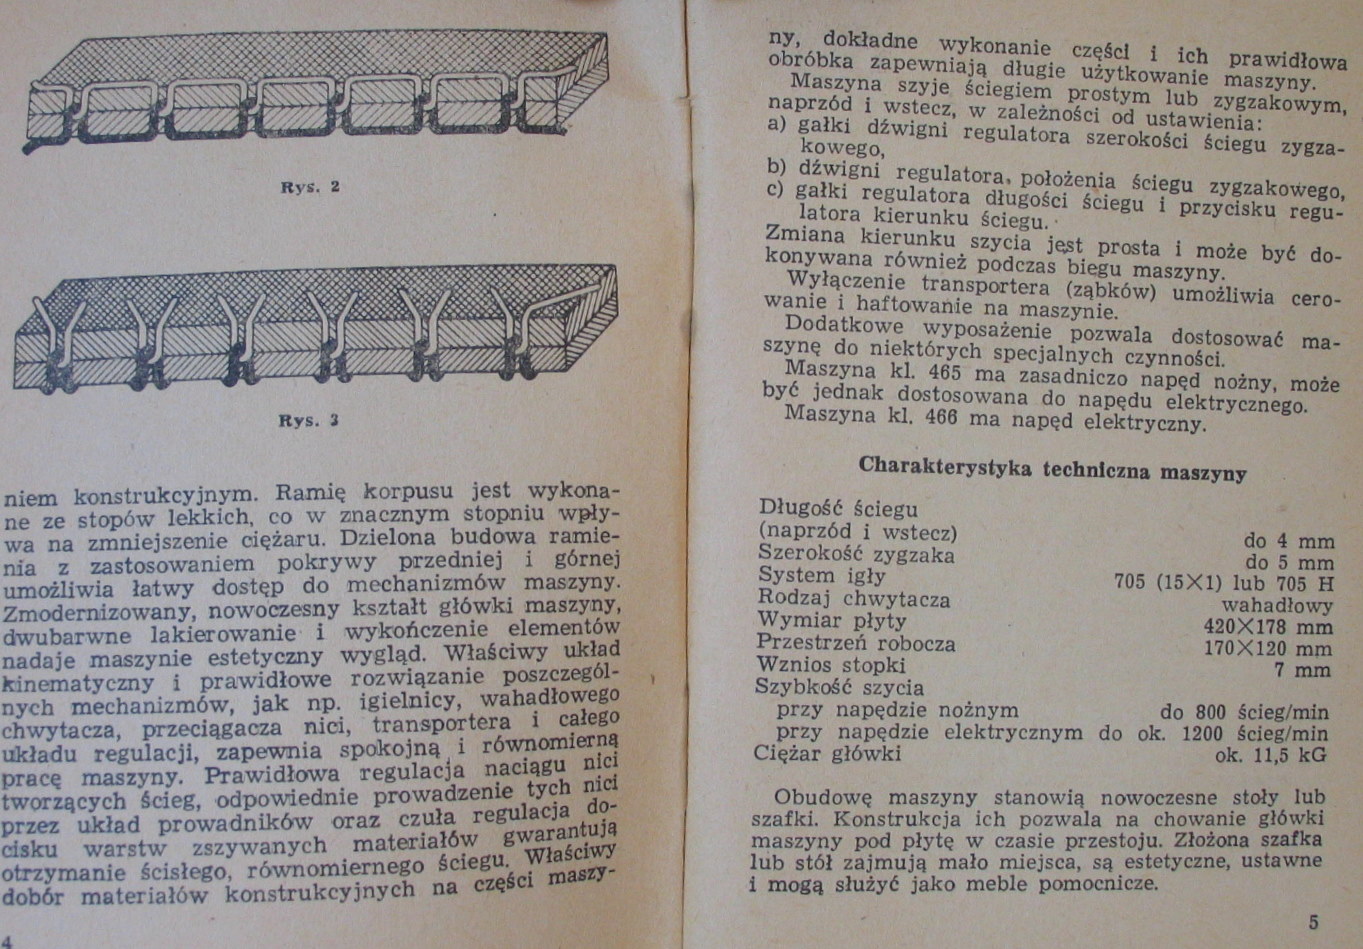 Rys. 2
Rys. 3
niem konstrukcyjnym. Ramię korpusu jest wykona-
ne ze stopów lekkich, co w znacznym stopniu wpły-
wa na zmniejszenie ciężaru. Dzielona budowa ramie-
nia z zastosowaniem pokrywy przedniej i górnej
umożliwia łatwy dostęp do mechanizmów maszyny.
Zmodernizowany, nowoczesny kształt główki maszyny,
dwubarwne lakierowanie i wykończenie elementów
nadaje maszynie estetyczny wygląd. Właściwy układ
kinematyczny i prawidłowe rozwiązanie poszczegól-
nych mechanizmów, jak np. igielnicy, wahadłowego
chwytacza, przeciągacza nici, transportera i całego
układu regulacji, zapewnia spokojną i równomierną
pracę maszyny. Prawidłowa regulacja naciągu nici
tworzących ścieg, odpowiednie prowadzenie tych nici
przez układ prowadników oraz czuła regulacja do-
cisku warstw zszywanych materiałów gwarantują
otrzymanie ścisłego, równomiernego ściegu. Właściwy
dobór materiałów konstrukcyjnych na części maszy-
4
ny, dokładne wykonanie części i ich prawidłowa
obróbka zapewniają długie użytkowanie maszyny.
Maszyna szyje ściegiem prostym lub zygzakowym,
naprzód i wstecz, w zależności od ustawienia:
a) gałki dźwigni regulatora szerokości ściegu zygza-
kowego,
b) dźwigni regulatora, położenia ściegu zygzakowego,
c) gałki regulatora długości ściegu i przycisku regu-
latora kierunku ściegu.
Zmiana kierunku szycia jest prosta i może być do-
konywana również podczas biegu maszyny.
Wyłączenie transportera (ząbków) umożliwia cero-
wanie i haftowanie na maszynie.
Dodatkowe wyposażenie pozwala dostosować ma-
szynę do niektórych specjalnych czynności.
Maszyna kl. 465 ma zasadniczo napęd nożny, może
być jednak dostosowana do napędu elektrycznego.
Maszyna kl. 466 ma napęd elektryczny.
Charakterystyka techniczna maszyny
Długość ściegu
(naprzód i wstecz) do 4 mm
Szerokość zygzaka do 5 mm
System igły 705 (15X1) lub 705 H
Rodzaj chwytacza wahadłowy
Wymiar płyty 420X178 mm
Przestrzeń robocza 170X120 mm
Wznios stopki 7 mm
Szybkość szycia
przy napędzie nożnym do 800 ścieg/min
przy napędzie elektrycznym do ok. 1200 ścieg/min
Ciężar główki ok. 11,5 kG
Obudowę maszyny stanowią nowoczesne stoły lub
szafki. Konstrukcja ich pozwala na chowanie główki
maszyny pod płytę w czasie przestoju. Złożona szafka
lub stół zajmują mało miejsca, są estetyczne, ustawne
i mogą służyć jako meble pomocnicze.
5